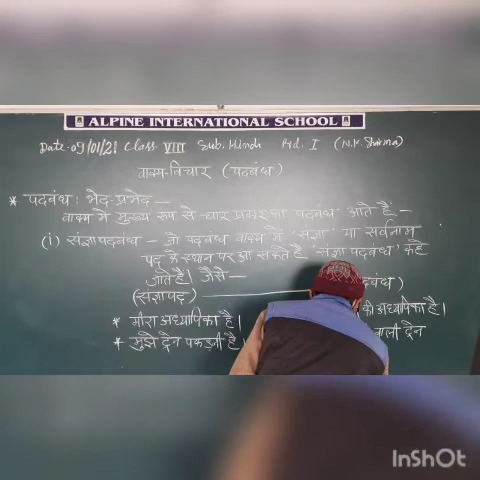 ALPINE INTERNATIONAL SCHOOL
Date-09/01/21 Class VIII Sub. Hindi Prd. I (N.K. Sharma)
वाक्य-विचार (पदबंध)
* पदबंध: भेद-प्रभेद —
वाक्य में मुख्य रूप से चार प्रकार का पदबंध आते हैं —
(i) संज्ञापदबंध – जो पदबंध वाक्य में 'संज्ञा' या सर्वनाम
पद के स्थान पर आ सकते हैं 'संज्ञा पदबंध' कहे
जाते हैं। जैसे —
(संज्ञापद) — पदबंध)
* मीरा अध्यापिका है। की अध्यापिका है।
* मुझे ट्रेन पकड़नी है। वाली ट्रेन
InShOt